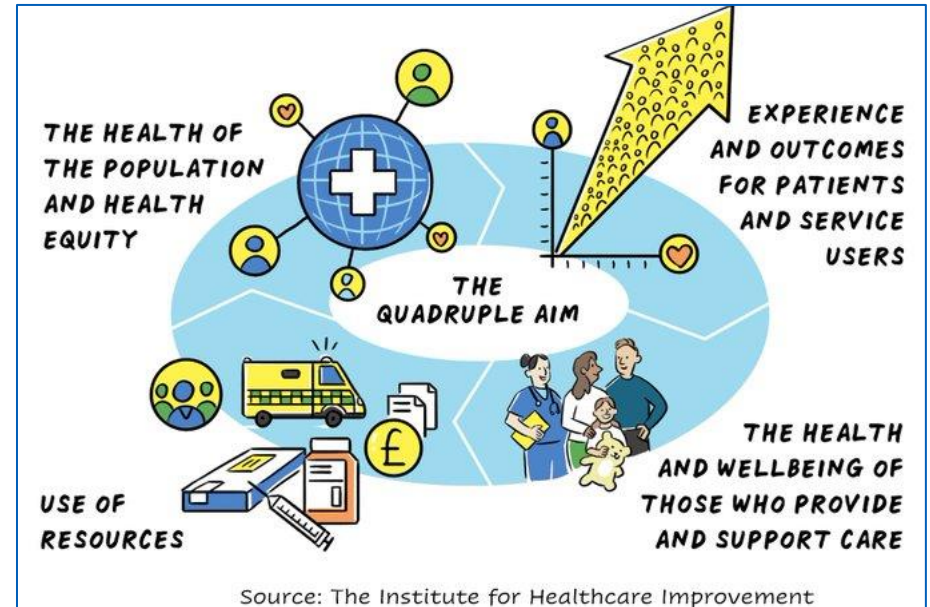 THE HEALTH OF
THE POPULATION
AND HEALTH
EQUITY
EXPERIENCE
AND OUTCOMES
FOR PATIENTS
AND SERVICE
USERS
THE
QUADRUPLE AIM
£
USE OF
RESOURCES
THE HEALTH
AND WELLBEING OF
THOSE WHO PROVIDE
AND SUPPORT CARE
Source: The Institute for Healthcare Improvement